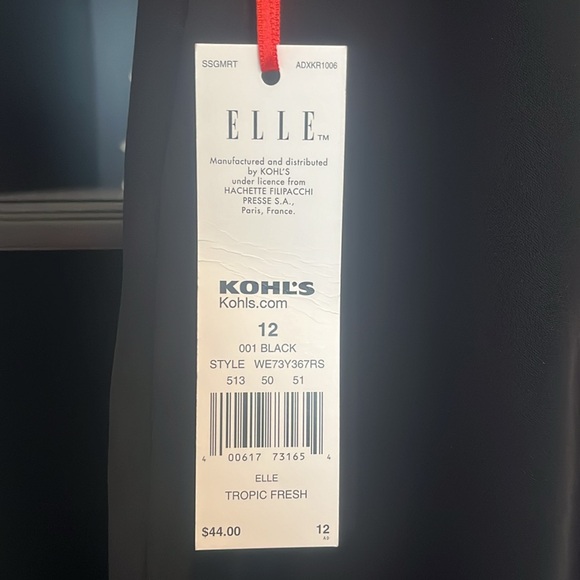 SSGMRT ADXKR1006
ELLE™
Manufactured and distributed
by KOHL'S
under licence from
HACHETTE FILIPACCHI
PRESSE S.A.,
Paris, France.
KOHL'S
Kohls.com
12
001 BLACK
STYLE WE73Y367RS
513 50 51
4 00617 73165 4
ELLE
TROPIC FRESH
$44.00 12